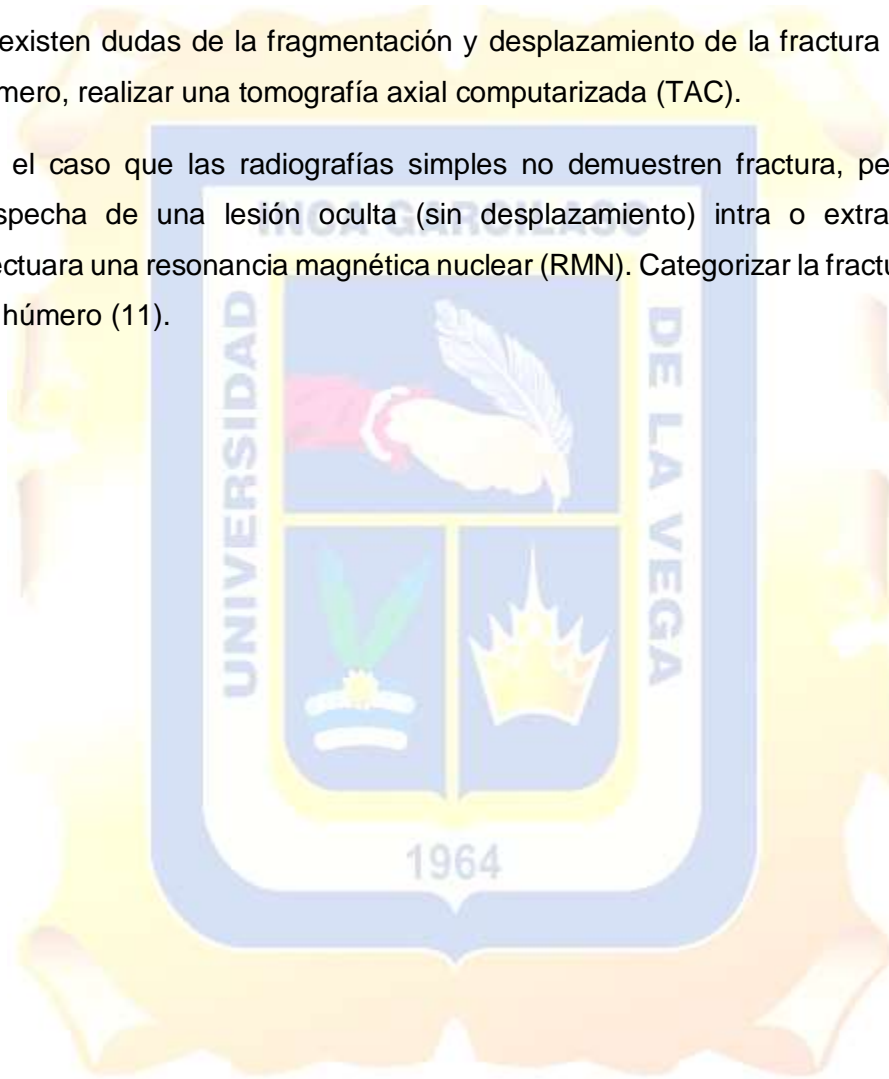 existen dudas de la fragmentación y desplazamiento de la fractura
mero, realizar una tomografía axial computarizada (TAC).
el caso que las radiografías simples no demuestren fractura, pe
specha de una lesión oculta (sin desplazamiento) intra o extra
ectuara una resonancia magnética nuclear (RMN). Categorizar la fractu
húmero (11).
INCA GARCILASO
UNIVERSIDAD
DE LA VEGA
1964